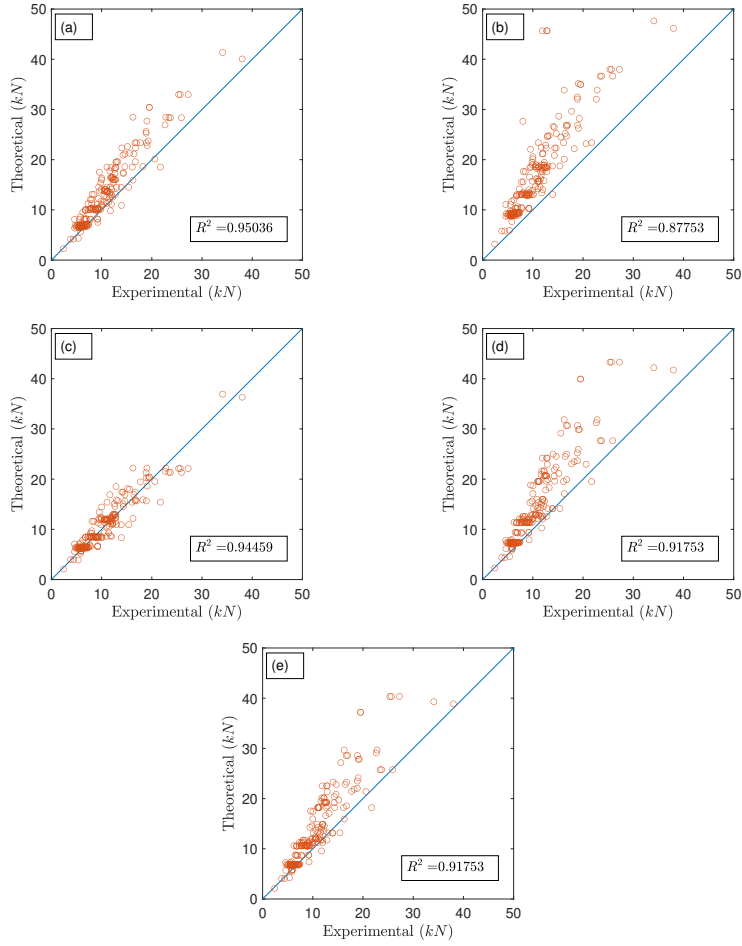 (a)
50
40
30
20
10
0
Theoretical (kN)
R² =0.95036
0 10 20 30 40 50
Experimental (kN)
(b)
50
40
30
20
10
0
Theoretical (kN)
R² =0.87753
0 10 20 30 40 50
Experimental (kN)
(c)
50
40
30
20
10
0
Theoretical (kN)
R² =0.94459
0 10 20 30 40 50
Experimental (kN)
(d)
50
40
30
20
10
0
Theoretical (kN)
R² =0.91753
0 10 20 30 40 50
Experimental (kN)
(e)
50
40
30
20
10
0
Theoretical (kN)
R² =0.91753
0 10 20 30 40 50
Experimental (kN)